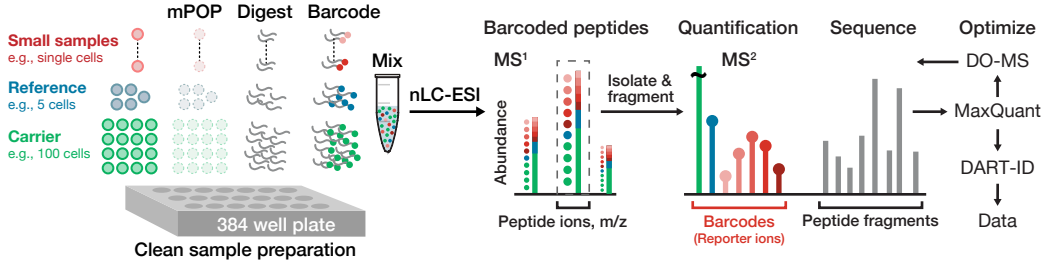 mPOP Digest Barcode
Small samples
e.g., single cells
Reference
e.g., 5 cells
Carrier
e.g., 100 cells
384 well plate
Clean sample preparation
Mix
nLC-ESI
Barcoded peptides
MS¹
Abundance
Peptide ions, m/z
Isolate &
fragment
Quantification
MS²
Barcodes
(Reporter ions)
Sequence
Peptide fragments
Optimize
DO-MS
MaxQuant
DART-ID
Data